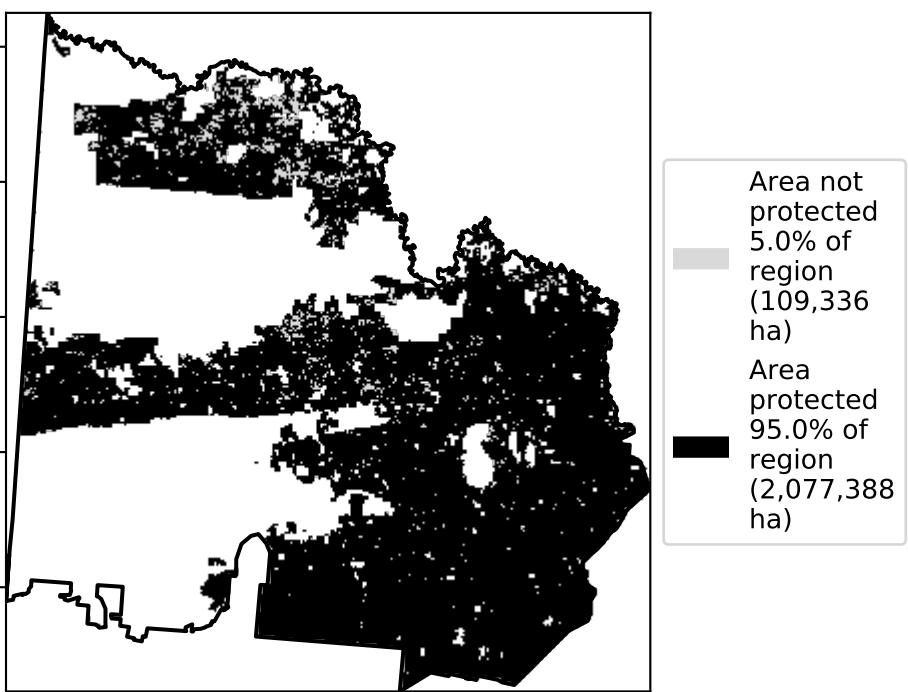 Area not
protected
5.0% of
region
(109,336
ha)
Area
protected
95.0% of
region
(2,077,388
ha)